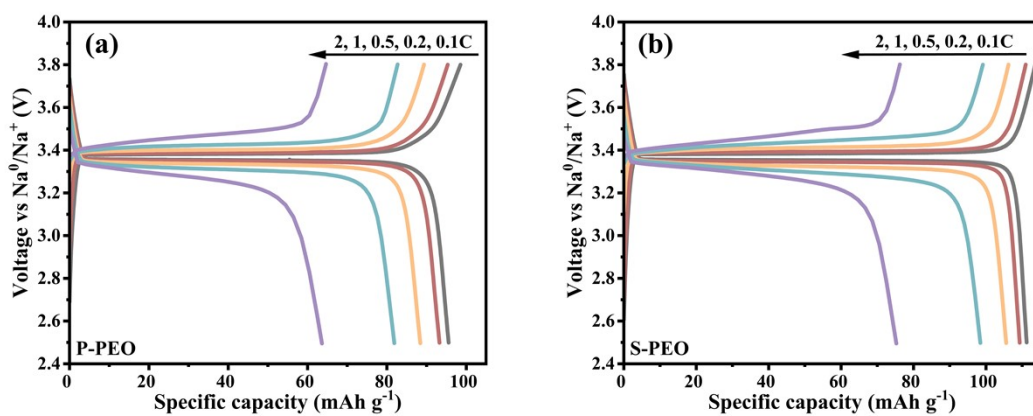 (a)
2, 1, 0.5, 0.2, 0.1C
Voltage vs Na⁰/Na⁺ (V)
4.0
3.8
3.6
3.4
3.2
3.0
2.8
2.6
2.4
P-PEO
0 20 40 60 80 100
Specific capacity (mAh g⁻¹)
(b)
2, 1, 0.5, 0.2, 0.1C
Voltage vs Na⁰/Na⁺ (V)
4.0
3.8
3.6
3.4
3.2
3.0
2.8
2.6
2.4
S-PEO
0 20 40 60 80 100
Specific capacity (mAh g⁻¹)